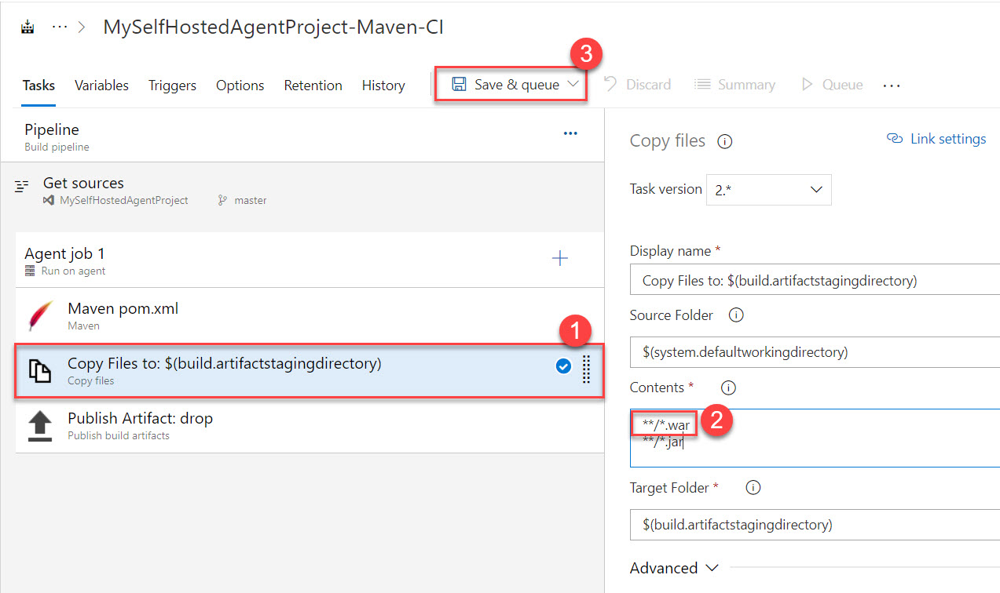 ··· > MySelfHostedAgentProject-Maven-CI
3
Tasks Variables Triggers Options Retention History Save & queue Discard Summary Queue ···
Pipeline ···
Build pipeline
Get sources
MySelfHostedAgentProject master
Agent job 1 +
Run on agent
Maven pom.xml
Maven
1
Copy Files to: $(build.artifactstagingdirectory)
Copy files
Publish Artifact: drop
Publish build artifacts
Copy files Link settings
Task version 2.*
Display name *
Copy Files to: $(build.artifactstagingdirectory)
Source Folder
$(system.defaultworkingdirectory)
Contents *
**/*.war 2
**/*.jar
Target Folder *
$(build.artifactstagingdirectory)
Advanced